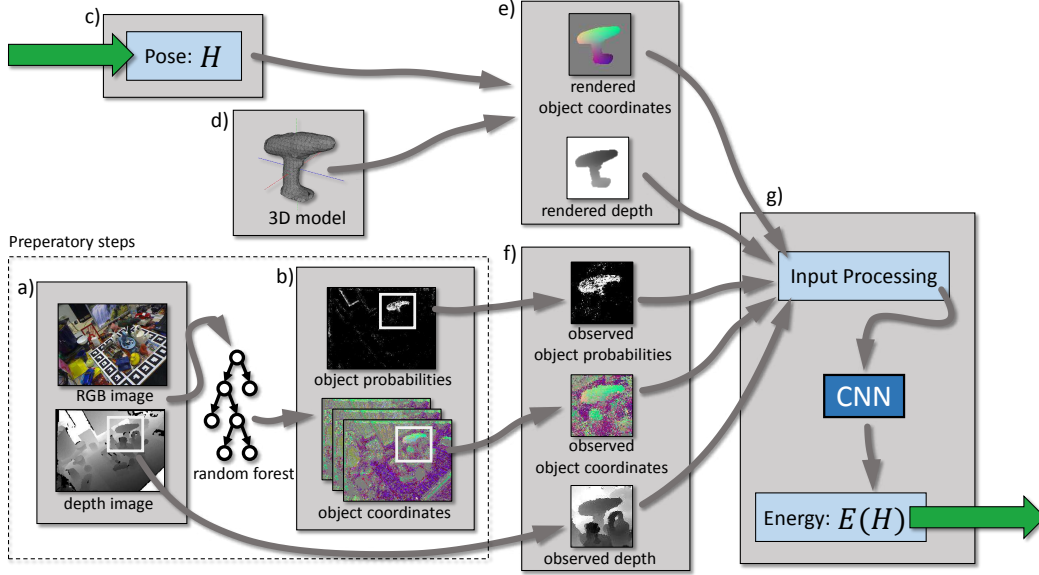 c)
Pose: H
d)
3D model
e)
rendered
object coordinates
rendered depth
Preperatory steps
a)
RGB image
depth image
random forest
b)
object probabilities
object coordinates
f)
observed
object probabilities
observed
object coordinates
observed depth
g)
Input Processing
CNN
Energy: E(H)